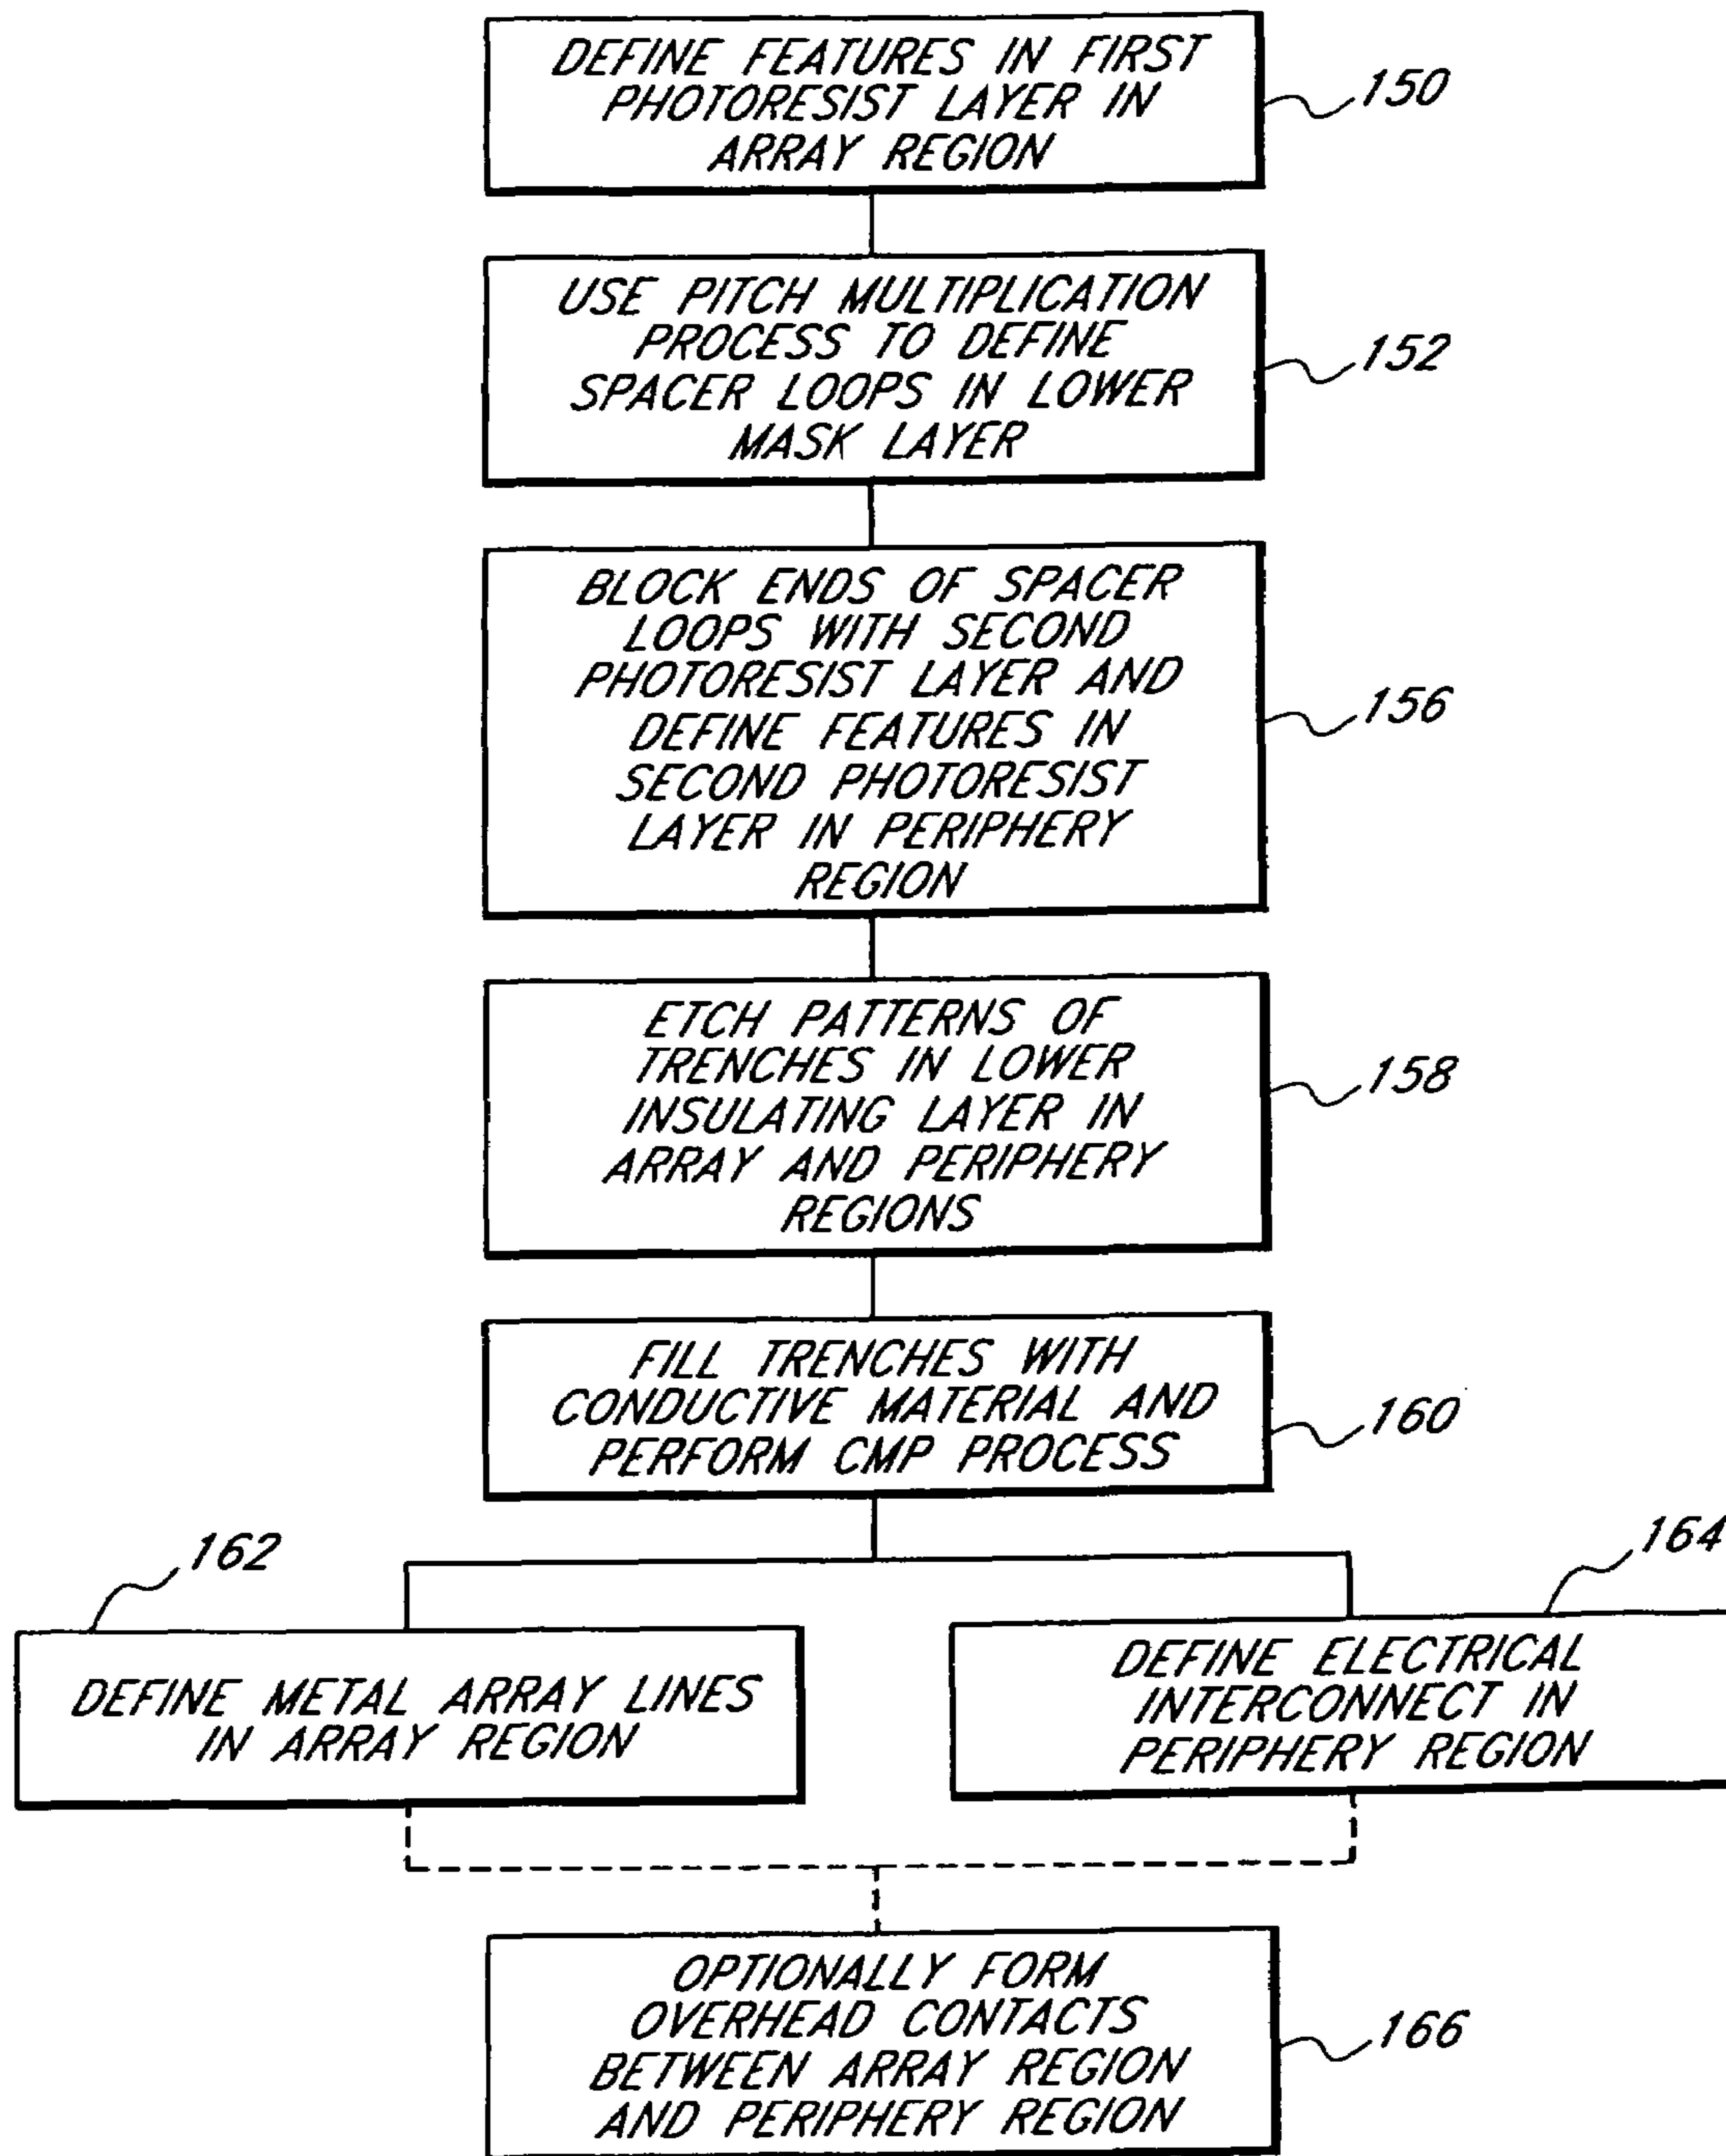 DEFINE FEATURES IN FIRST
PHOTORESIST LAYER IN
ARRAY REGION
150
USE PITCH MULTIPLICATION
PROCESS TO DEFINE
SPACER LOOPS IN LOWER
MASK LAYER
152
BLOCK ENDS OF SPACER
LOOPS WITH SECOND
PHOTORESIST LAYER AND
DEFINE FEATURES IN
SECOND PHOTORESIST
LAYER IN PERIPHERY
REGION
156
ETCH PATTERNS OF
TRENCHES IN LOWER
INSULATING LAYER IN
ARRAY AND PERIPHERY
REGIONS
158
FILL TRENCHES WITH
CONDUCTIVE MATERIAL AND
PERFORM CMP PROCESS
160
162
DEFINE METAL ARRAY LINES
IN ARRAY REGION
164
DEFINE ELECTRICAL
INTERCONNECT IN
PERIPHERY REGION
OPTIONALLY FORM
OVERHEAD CONTACTS
BETWEEN ARRAY REGION
AND PERIPHERY REGION
166